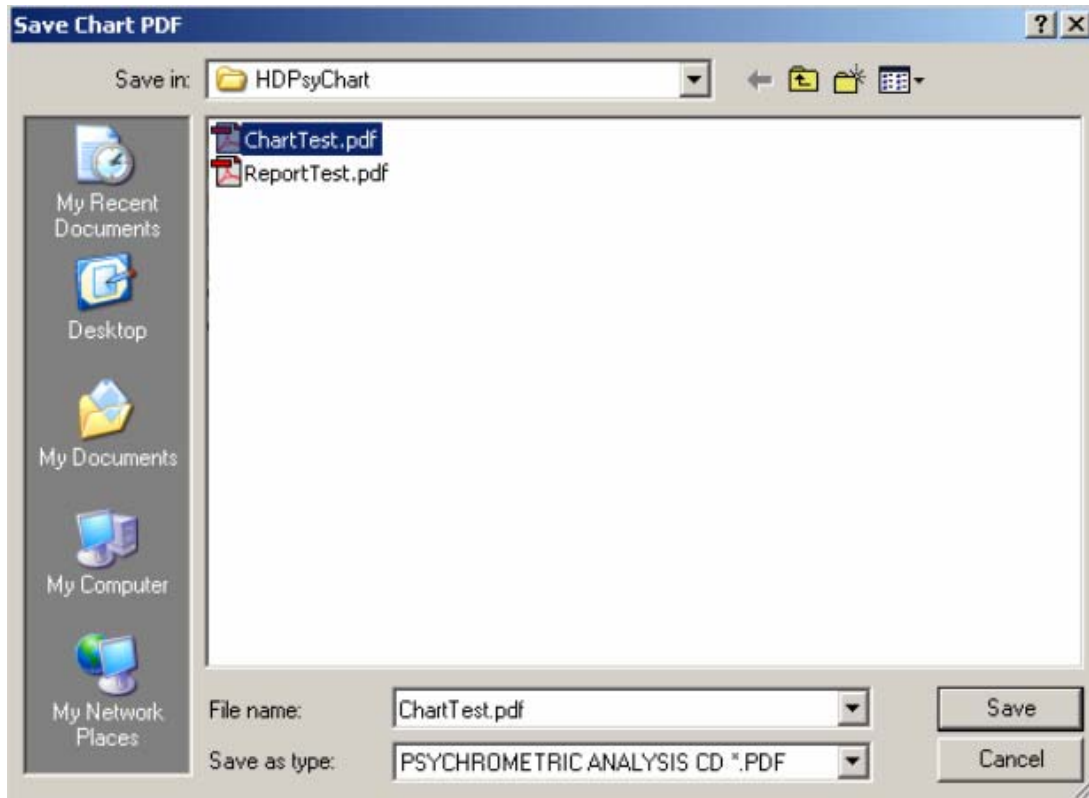 Save Chart PDF
Save in:
HDPsyChart
ChartTest.pdf
ReportTest.pdf
My Recent
Documents
Desktop
My Documents
My Computer
My Network
Places
File name:
ChartTest.pdf
Save
Save as type:
PSYCHROMETRIC ANALYSIS CD *.PDF
Cancel